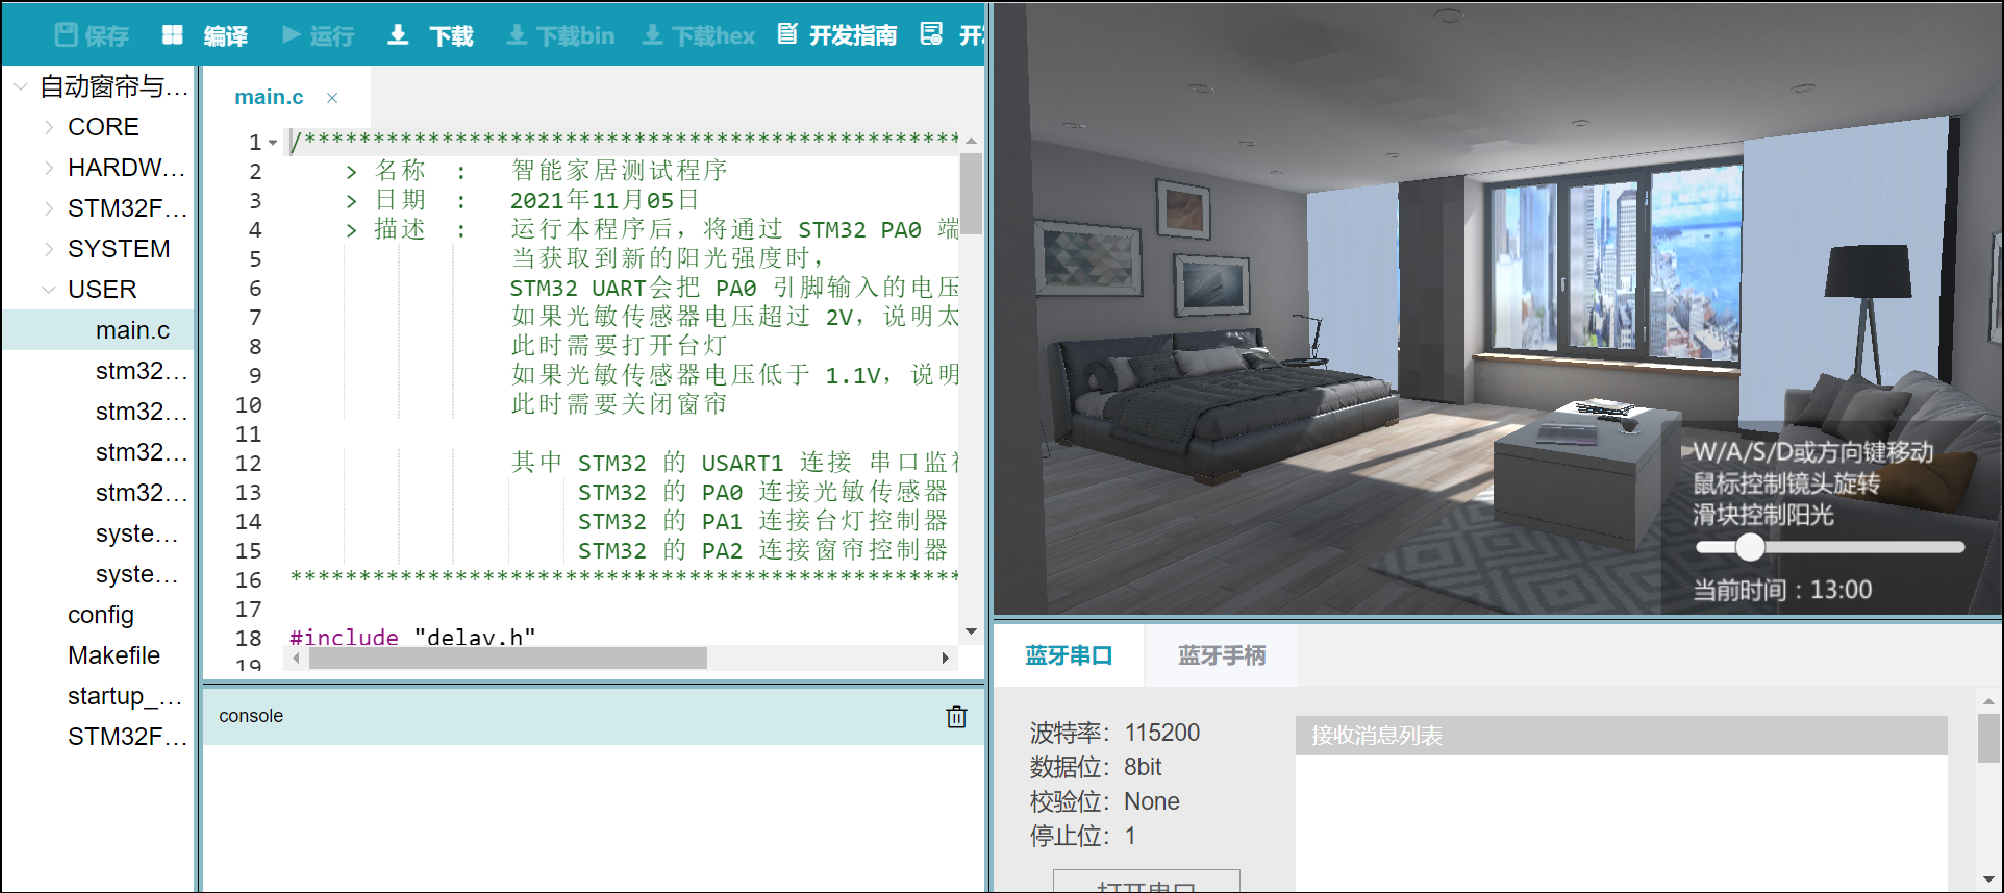 保存 编译 运行 下载 下载bin 下载hex 开发指南 开
自动窗帘与...
CORE
HARDW...
STM32F...
SYSTEM
USER
main.c
stm32...
stm32...
stm32...
stm32...
syste...
syste...
config
Makefile
startup_...
STM32F...
main.c ×
1 /************************************************
2 > 名称 : 智能家居测试程序
3 > 日期 : 2021年11月05日
4 > 描述 : 运行本程序后，将通过 STM32 PA0 端
5 当获取到新的阳光强度时，
6 STM32 UART会把 PA0 引脚输入的电压
7 如果光敏传感器电压超过 2V，说明太
8 此时需要打开台灯
9 如果光敏传感器电压低于 1.1V，说明
10 此时需要关闭窗帘
11
12 其中 STM32 的 USART1 连接 串口监视
13 STM32 的 PA0 连接光敏传感器
14 STM32 的 PA1 连接台灯控制器
15 STM32 的 PA2 连接窗帘控制器
16 *************************************************
17
18 #include "delay.h"
19
console
W/A/S/D或方向键移动
鼠标控制镜头旋转
滑块控制阳光
当前时间：13:00
蓝牙串口 蓝牙手柄
波特率：115200
数据位：8bit
校验位：None
停止位：1
打开串口
接收消息列表